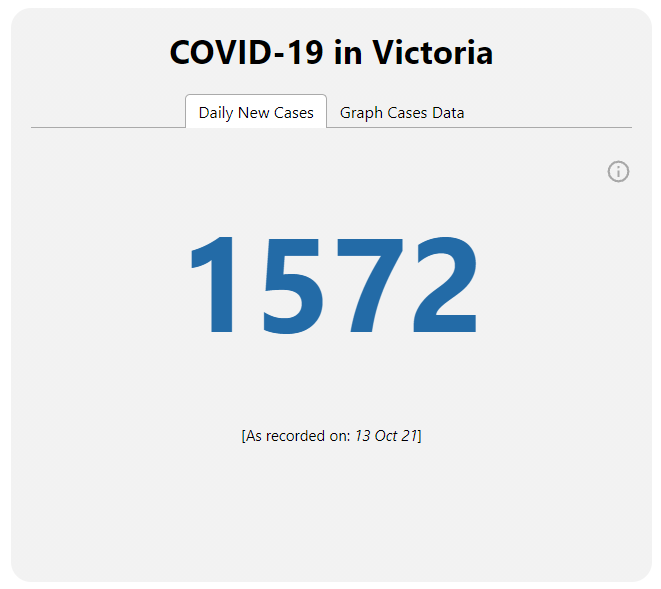 COVID-19 in Victoria
Daily New Cases Graph Cases Data
1572
[As recorded on: 13 Oct 21]